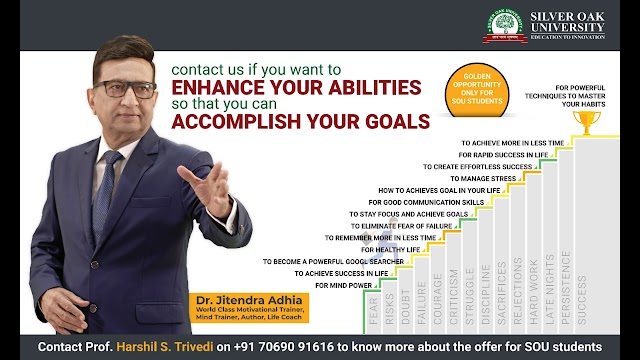 SILVER OAK
UNIVERSITY
EDUCATION TO INNOVATION
contact us if you want to
ENHANCE YOUR ABILITIES
so that you can
ACCOMPLISH YOUR GOALS
GOLDEN
OPPORTUNITY
ONLY FOR
SOU STUDENTS
FOR POWERFUL
TECHNIQUES TO MASTER
YOUR HABITS
TO ACHIEVE MORE IN LESS TIME
FOR RAPID SUCCESS IN LIFE
TO CREATE EFFORTLESS SUCCESS
TO MANAGE STRESS
HOW TO ACHIEVES GOAL IN YOUR LIFE
FOR GOOD COMMUNICATION SKILLS
TO STAY FOCUS AND ACHIEVE GOALS
TO ELIMINATE FEAR OF FAILURE
TO REMEMBER MORE IN LESS TIME
FOR HEALTHY LIFE
TO BECOME A POWERFUL GOOGL SEARCHER
TO ACHIEVE SUCCESS IN LIFE
FOR MIND POWER
FEAR
RISKS
DOUBT
FAILURE
COURAGE
CRITICISM
STRUGGLE
DISCIPLINE
SACRIFICES
REJECTIONS
HARD WORK
LATE NIGHTS
PERSISTENCE
SUCCESS
Dr. Jitendra Adhia
World Class Motivational Trainer,
Mind Trainer, Author, Life Coach
Contact Prof. Harshil S. Trivedi on +91 70690 91616 to know more about the offer for SOU students